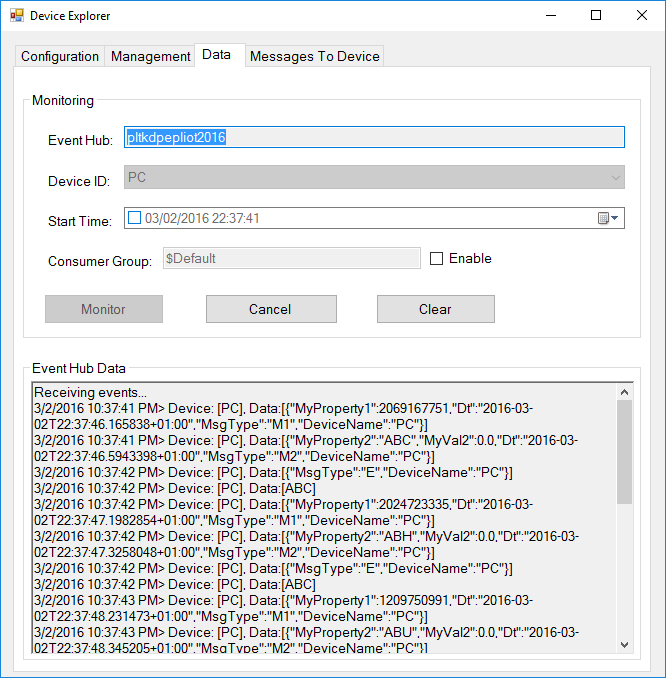 Device Explorer
Configuration Management Data Messages To Device
Monitoring
Event Hub: pltkdpepliot2016
Device ID: PC
Start Time: 03/02/2016 22:37:41
Consumer Group: $Default Enable
Monitor Cancel Clear
Event Hub Data
Receiving events...
3/2/2016 10:37:41 PM> Device: [PC], Data:[{"MyProperty1":2069167751,"Dt":"2016-03-
02T22:37:46.165838+01:00","MsgType":"M1","DeviceName":"PC"}]
3/2/2016 10:37:41 PM> Device: [PC], Data:[{"MyProperty2":"ABC","MyVal2":0.0,"Dt":"2016-03-
02T22:37:46.5943398+01:00","MsgType":"M2","DeviceName":"PC"}]
3/2/2016 10:37:42 PM> Device: [PC], Data:[{"MsgType":"E","DeviceName":"PC"}]
3/2/2016 10:37:42 PM> Device: [PC], Data:[ABC]
3/2/2016 10:37:42 PM> Device: [PC], Data:[{"MyProperty1":2024723335,"Dt":"2016-03-
02T22:37:47.1982854+01:00","MsgType":"M1","DeviceName":"PC"}]
3/2/2016 10:37:42 PM> Device: [PC], Data:[{"MyProperty2":"ABH","MyVal2":0.0,"Dt":"2016-03-
02T22:37:47.3258048+01:00","MsgType":"M2","DeviceName":"PC"}]
3/2/2016 10:37:42 PM> Device: [PC], Data:[{"MsgType":"E","DeviceName":"PC"}]
3/2/2016 10:37:42 PM> Device: [PC], Data:[ABC]
3/2/2016 10:37:43 PM> Device: [PC], Data:[{"MyProperty1":1209750991,"Dt":"2016-03-
02T22:37:48.231473+01:00","MsgType":"M1","DeviceName":"PC"}]
3/2/2016 10:37:43 PM> Device: [PC], Data:[{"MyProperty2":"ABU","MyVal2":0.0,"Dt":"2016-03-
02T22:37:48.345205+01:00","MsgType":"M2","DeviceName":"PC"}]